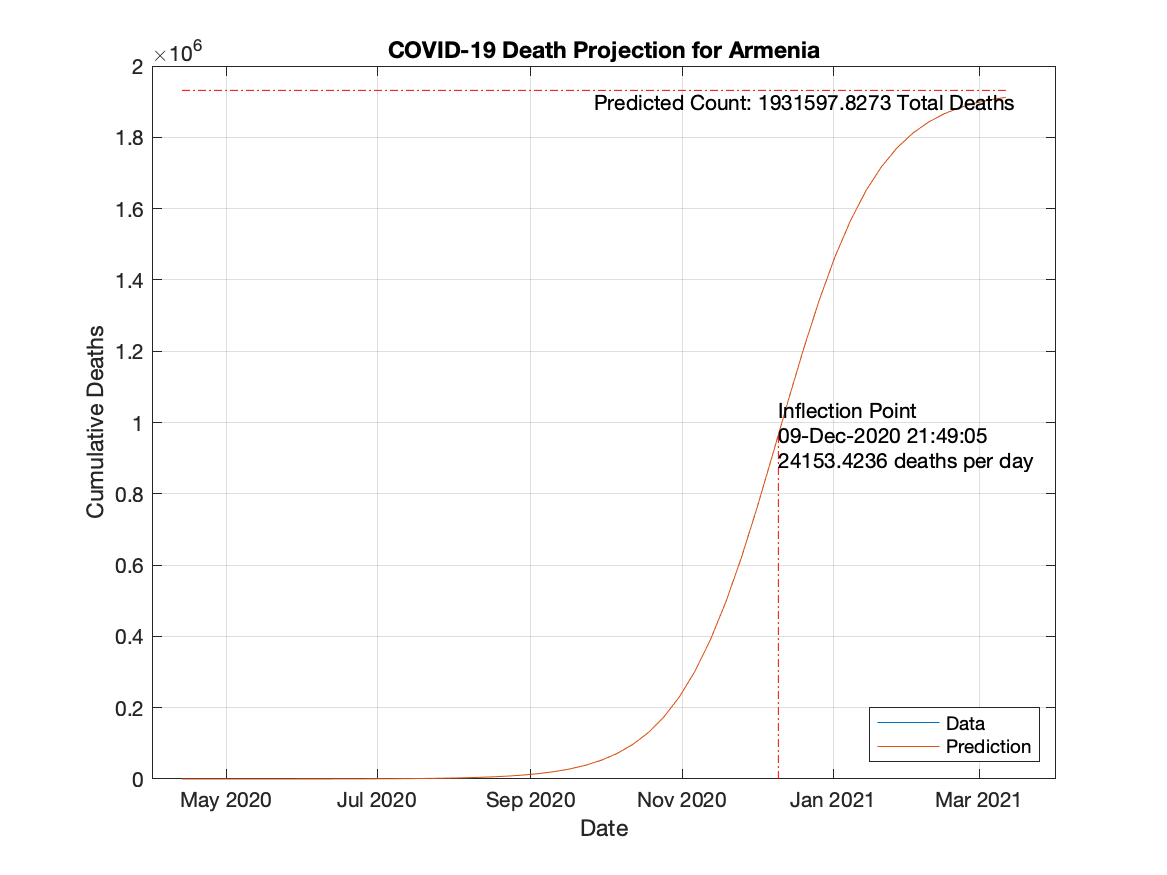 COVID-19 Death Projection for Armenia
×10⁶
2
Predicted Count: 1931597.8273 Total Deaths
1.8
1.6
1.4
1.2
1
0.8
0.6
0.4
0.2
0
Cumulative Deaths
Inflection Point
09-Dec-2020 21:49:05
24153.4236 deaths per day
Data
Prediction
May 2020 Jul 2020 Sep 2020 Nov 2020 Jan 2021 Mar 2021
Date